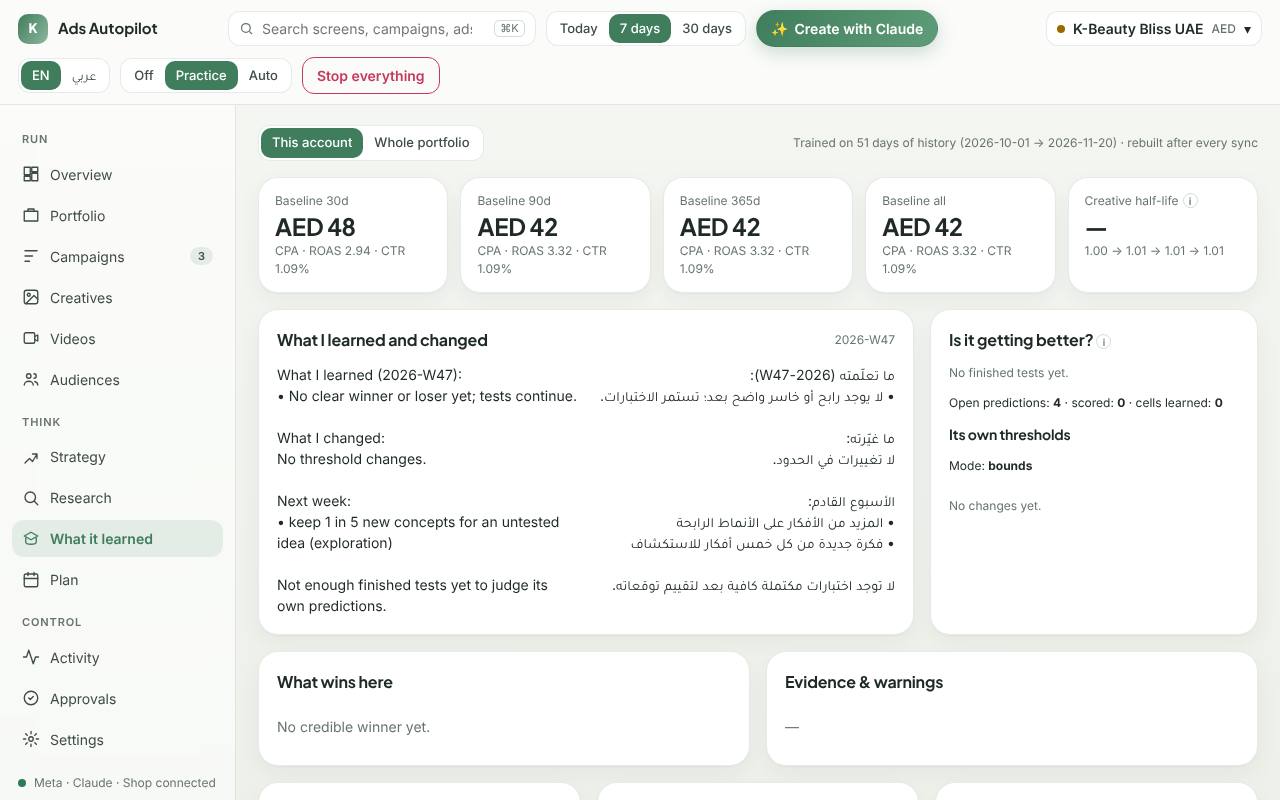 K
Ads Autopilot
Search screens, campaigns, ads
⌘K
Today
7 days
30 days
✨ Create with Claude
K-Beauty Bliss UAE AED ▾
EN
عربي
Off
Practice
Auto
Stop everything
RUN
Overview
Portfolio
Campaigns 3
Creatives
Videos
Audiences
THINK
Strategy
Research
What it learned
Plan
CONTROL
Activity
Approvals
Settings
Meta · Claude · Shop connected
This account
Whole portfolio
Trained on 51 days of history (2026-10-01 → 2026-11-20) · rebuilt after every sync
Baseline 30d
AED 48
CPA · ROAS 2.94 · CTR
1.09%
Baseline 90d
AED 42
CPA · ROAS 3.32 · CTR
1.09%
Baseline 365d
AED 42
CPA · ROAS 3.32 · CTR
1.09%
Baseline all
AED 42
CPA · ROAS 3.32 · CTR
1.09%
Creative half-life i
—
1.00 → 1.01 → 1.01 → 1.01
What I learned and changed
2026-W47
What I learned (2026-W47):
• No clear winner or loser yet; tests continue.
What I changed:
No threshold changes.
Next week:
• keep 1 in 5 new concepts for an untested
idea (exploration)
Not enough finished tests yet to judge its
own predictions.
ما تعلّمته (2026-W47):
• لا يوجد رابح أو خاسر واضح بعد؛ تستمر الاختبارات.
ما غيّرته:
لا تغييرات في الحدود.
الأسبوع القادم:
• المزيد من الأفكار على الأنماط الرابحة
• فكرة جديدة من كل خمس أفكار للاستكشاف
لا توجد اختبارات مكتملة كافية بعد لتقييم توقعاته.
Is it getting better? i
No finished tests yet.
Open predictions: 4 · scored: 0 · cells learned: 0
Its own thresholds
Mode: bounds
No changes yet.
What wins here
No credible winner yet.
Evidence & warnings
—